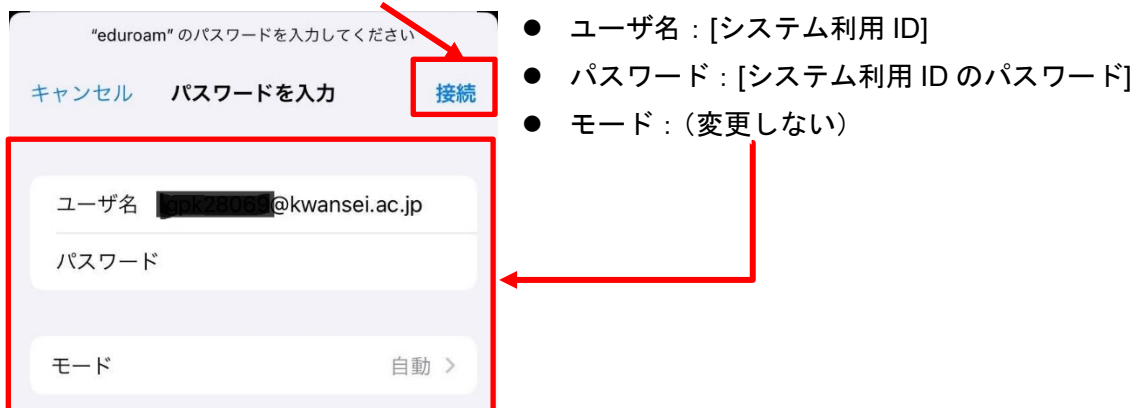 “eduroam” のパスワードを入力してください
キャンセル パスワードを入力 接続
ユーザ名 @kwansei.ac.jp
パスワード
モード 自動 >
● ユーザ名：[システム利用 ID]
● パスワード：[システム利用 ID のパスワード]
● モード：（変更しない）